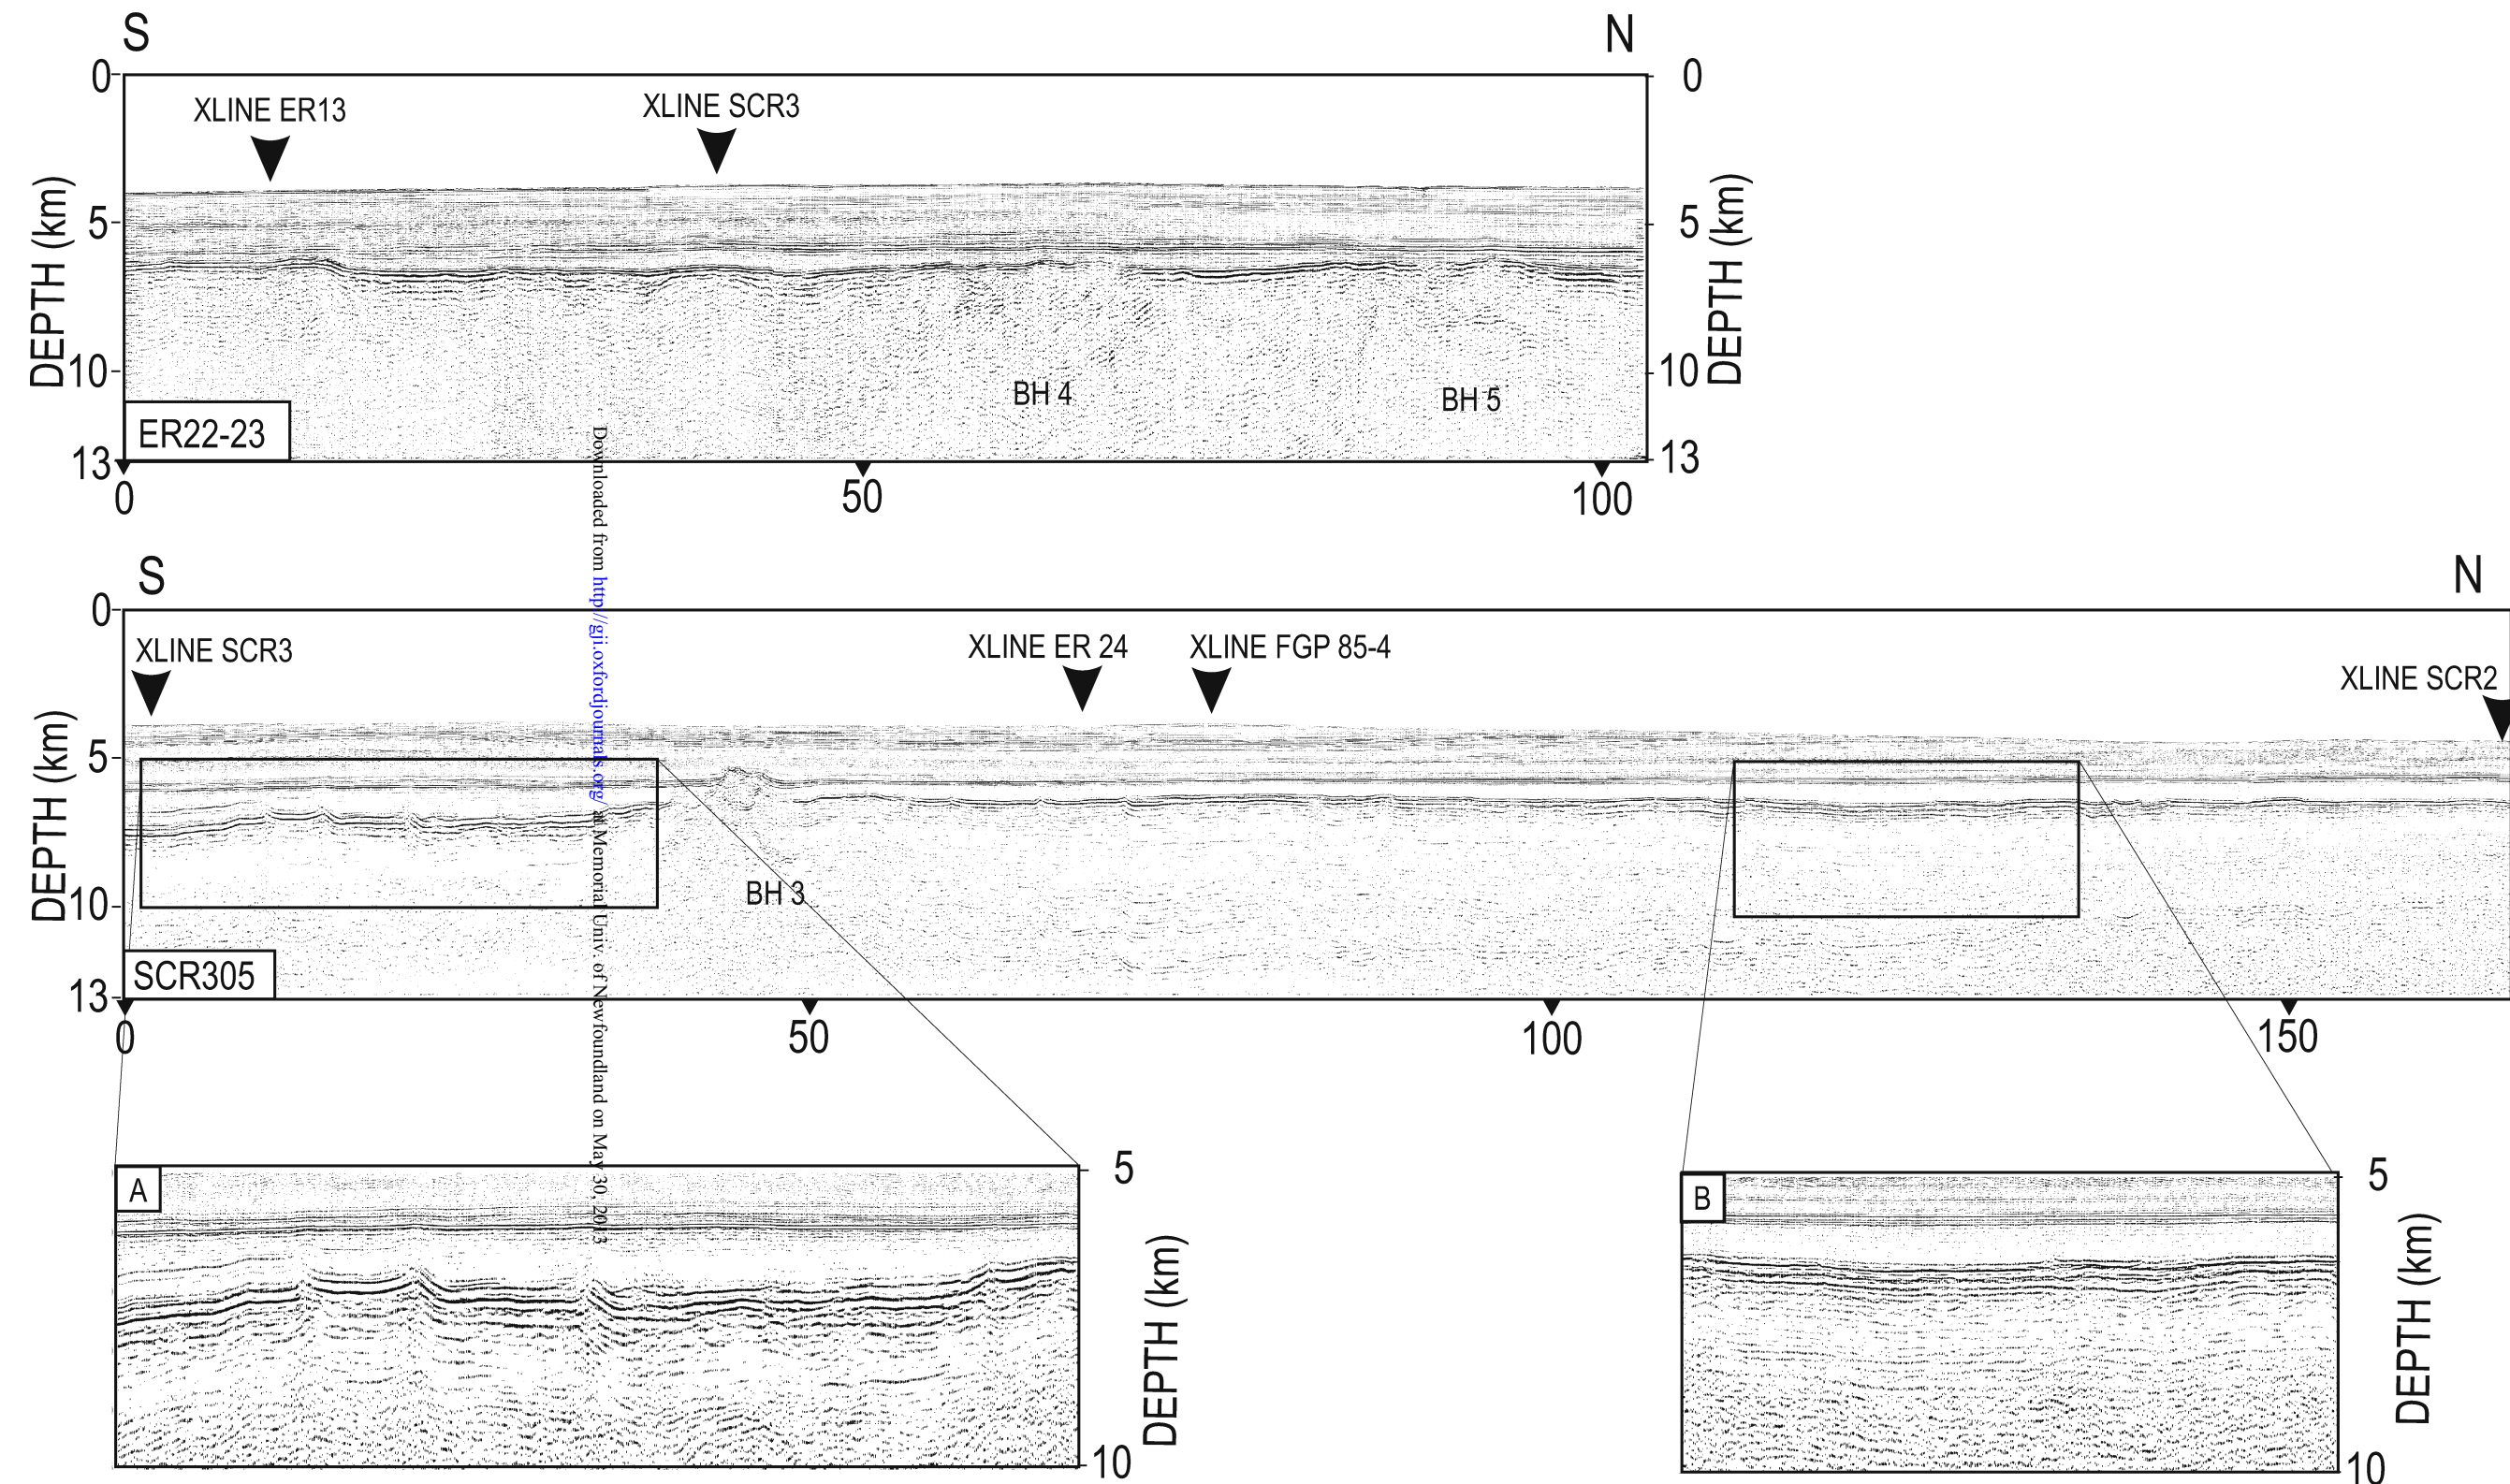 S
N
0
0
XLINE ER13
XLINE SCR3
5
5
DEPTH (km)
DEPTH (km)
10
10
BH 4
BH 5
ER22-23
13
13
0
50
100
S
N
0
XLINE SCR3
XLINE ER 24
XLINE FGP 85-4
XLINE SCR2
5
DEPTH (km)
10
BH 3
SCR305
13
0
50
100
150
Downloaded from http://gji.oxfordjournals.org/ at Memorial Univ. of Newfoundland on May 30, 2013
A
5
DEPTH (km)
10
B
5
DEPTH (km)
10